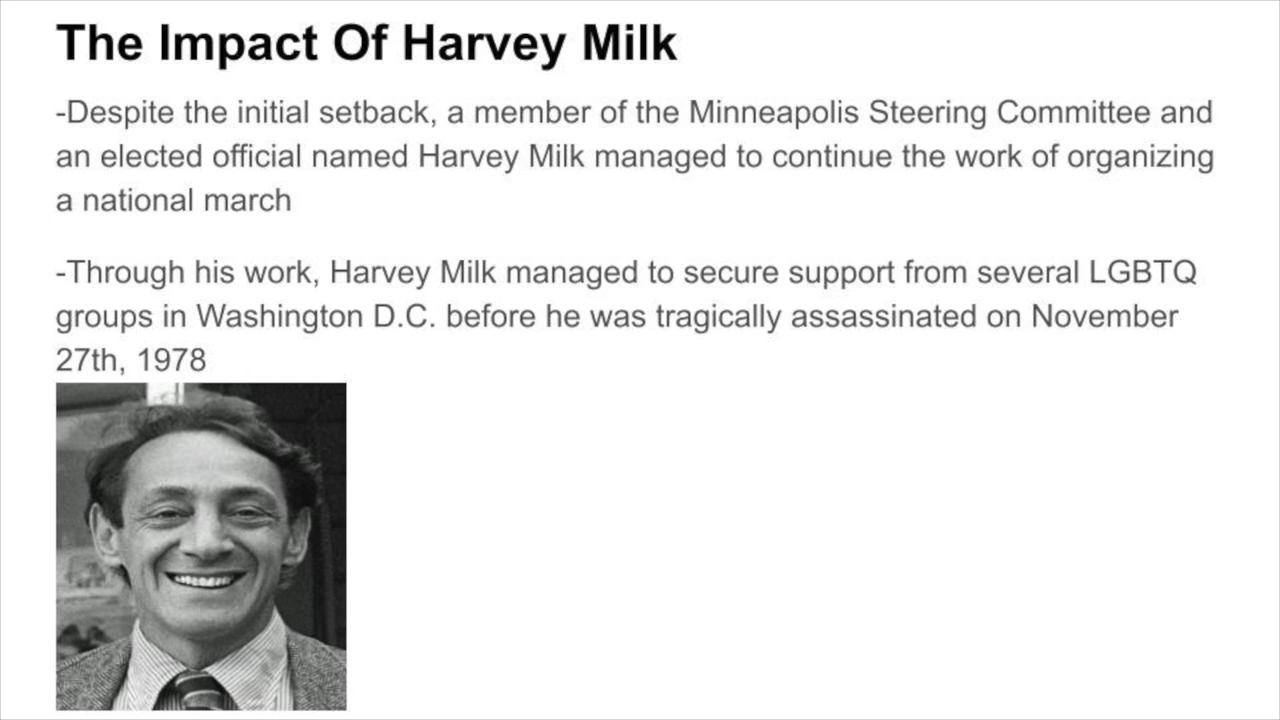 The Impact Of Harvey Milk
-Despite the initial setback, a member of the Minneapolis Steering Committee and
an elected official named Harvey Milk managed to continue the work of organizing
a national march
-Through his work, Harvey Milk managed to secure support from several LGBTQ
groups in Washington D.C. before he was tragically assassinated on November
27th, 1978